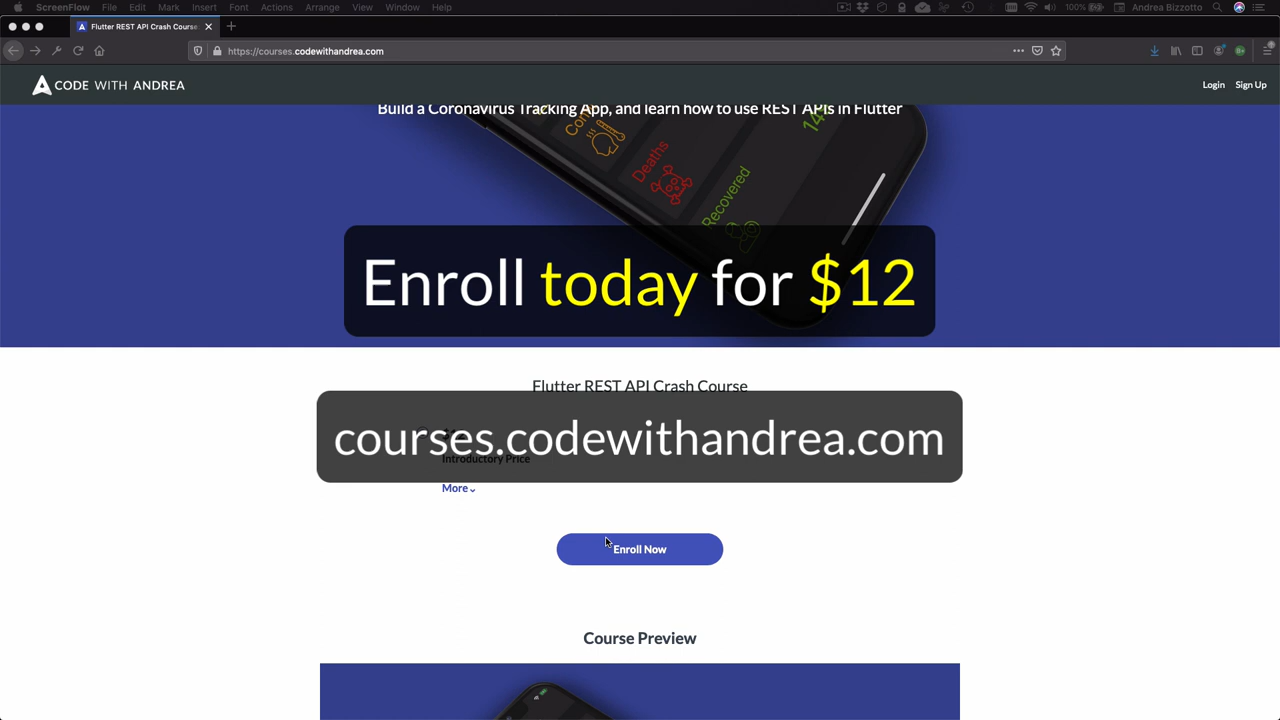 ScreenFlow File Edit Mark Insert Font Actions Arrange View Window Help 100% Andrea Bizzotto
Flutter REST API Crash Course
https://courses.codewithandrea.com
CODE WITH ANDREA Login Sign Up
Build a Coronavirus Tracking App, and learn how to use REST APIs in Flutter
Deaths
Recovered
Enroll today for $12
Flutter REST API Crash Course
courses.codewithandrea.com
Introductory Price
More
Enroll Now
Course Preview